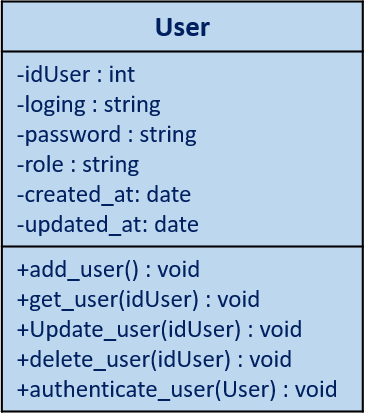 User
-idUser : int
-loging : string
-password : string
-role : string
-created_at: date
-updated_at: date
+add_user() : void
+get_user(idUser) : void
+Update_user(idUser) : void
+delete_user(idUser) : void
+authenticate_user(User) : void